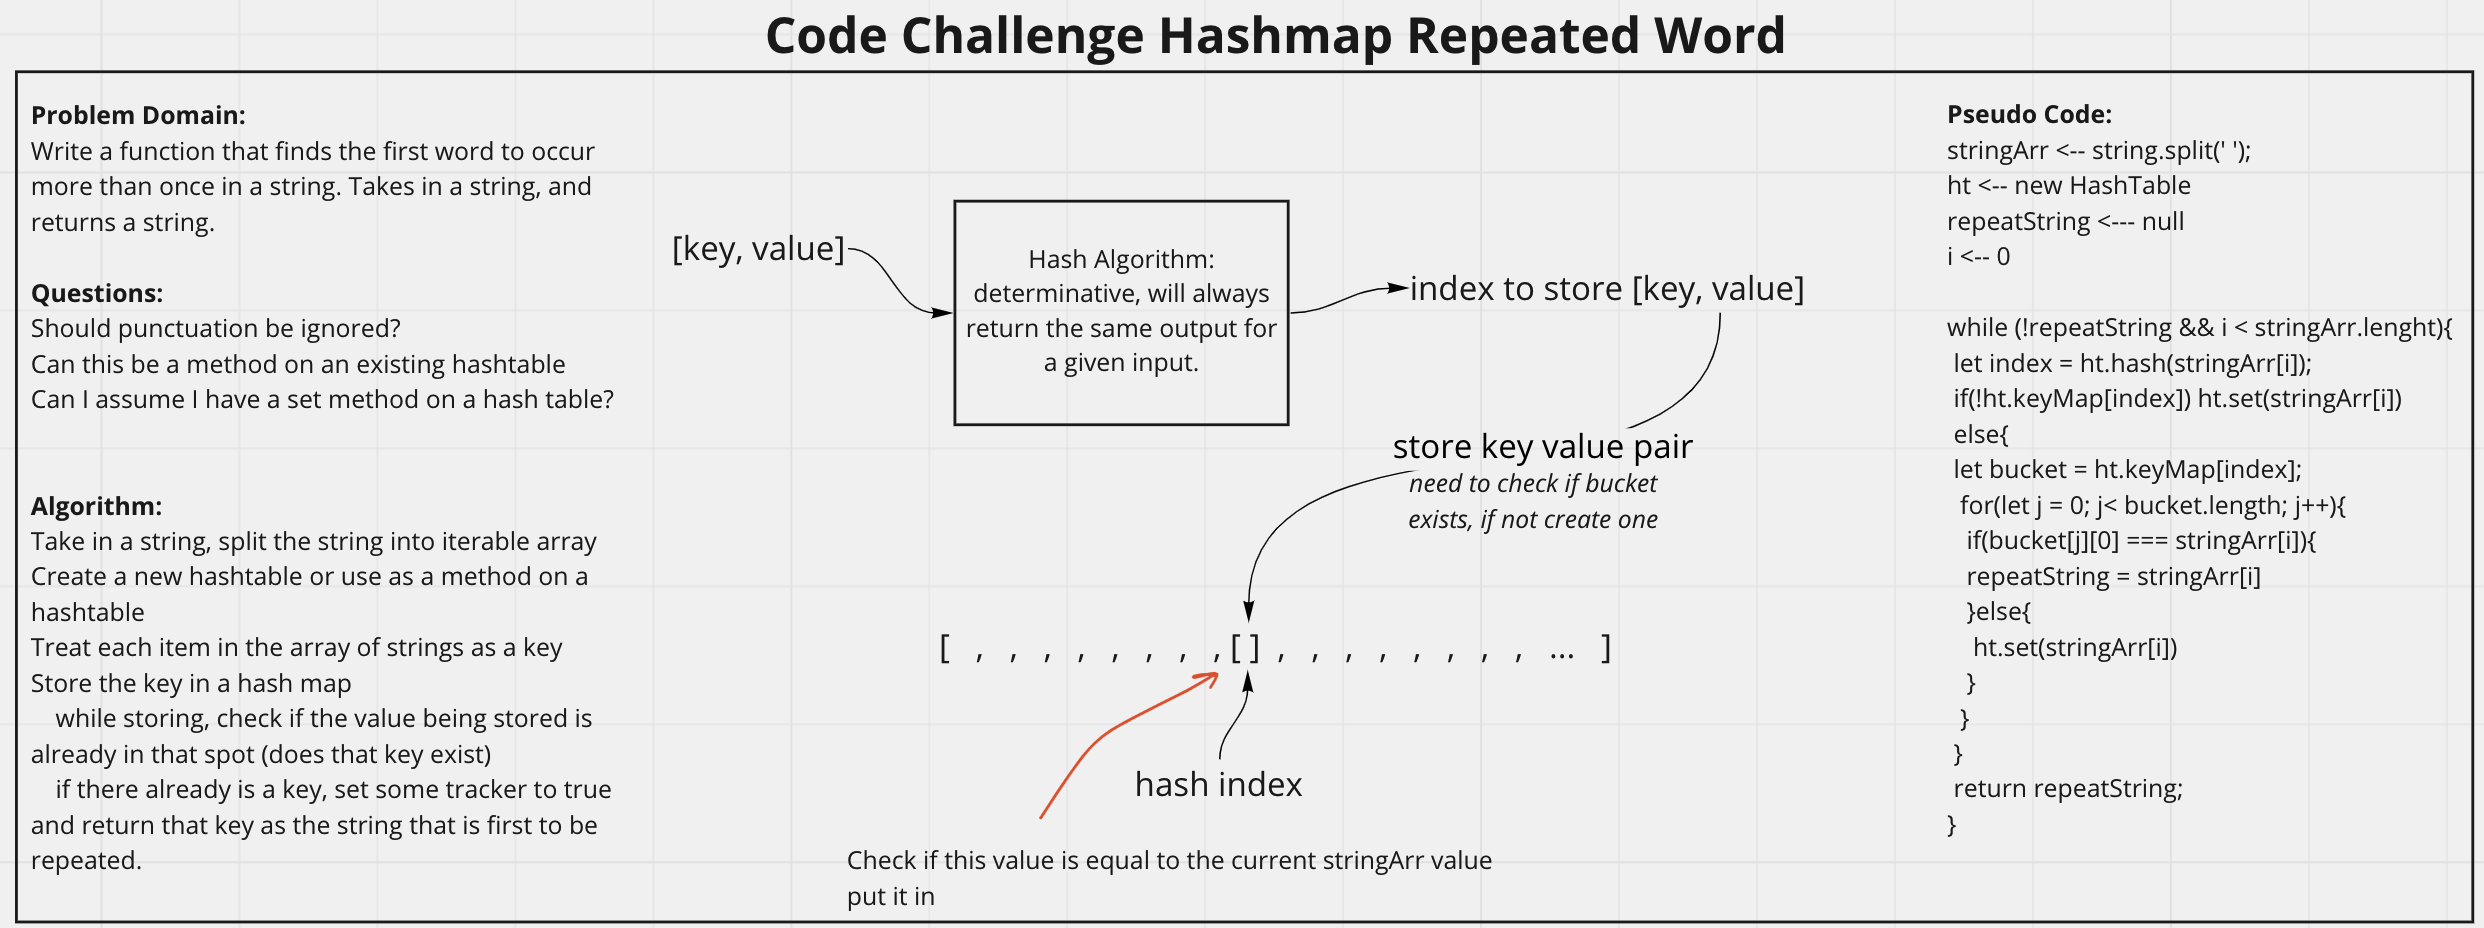 Code Challenge Hashmap Repeated Word
Problem Domain:
Write a function that finds the first word to occur
more than once in a string. Takes in a string, and
returns a string.
Questions:
Should punctuation be ignored?
Can this be a method on an existing hashtable
Can I assume I have a set method on a hash table?
Algorithm:
Take in a string, split the string into iterable array
Create a new hashtable or use as a method on a
hashtable
Treat each item in the array of strings as a key
Store the key in a hash map
while storing, check if the value being stored is
already in that spot (does that key exist)
if there already is a key, set some tracker to true
and return that key as the string that is first to be
repeated.
[key, value]
Hash Algorithm:
determinative, will always
return the same output for
a given input.
index to store [key, value]
store key value pair
need to check if bucket
exists, if not create one
[ , , , , , , , , [ ] , , , , , , , , ... ]
hash index
Check if this value is equal to the current stringArr value
put it in
Pseudo Code:
stringArr <-- string.split(' ');
ht <-- new HashTable
repeatString <--- null
i <-- 0
while (!repeatString && i < stringArr.lenght){
let index = ht.hash(stringArr[i]);
if(!ht.keyMap[index]) ht.set(stringArr[i])
else{
let bucket = ht.keyMap[index];
for(let j = 0; j< bucket.length; j++){
if(bucket[j][0] === stringArr[i]){
repeatString = stringArr[i]
}else{
ht.set(stringArr[i])
}
}
}
return repeatString;
}